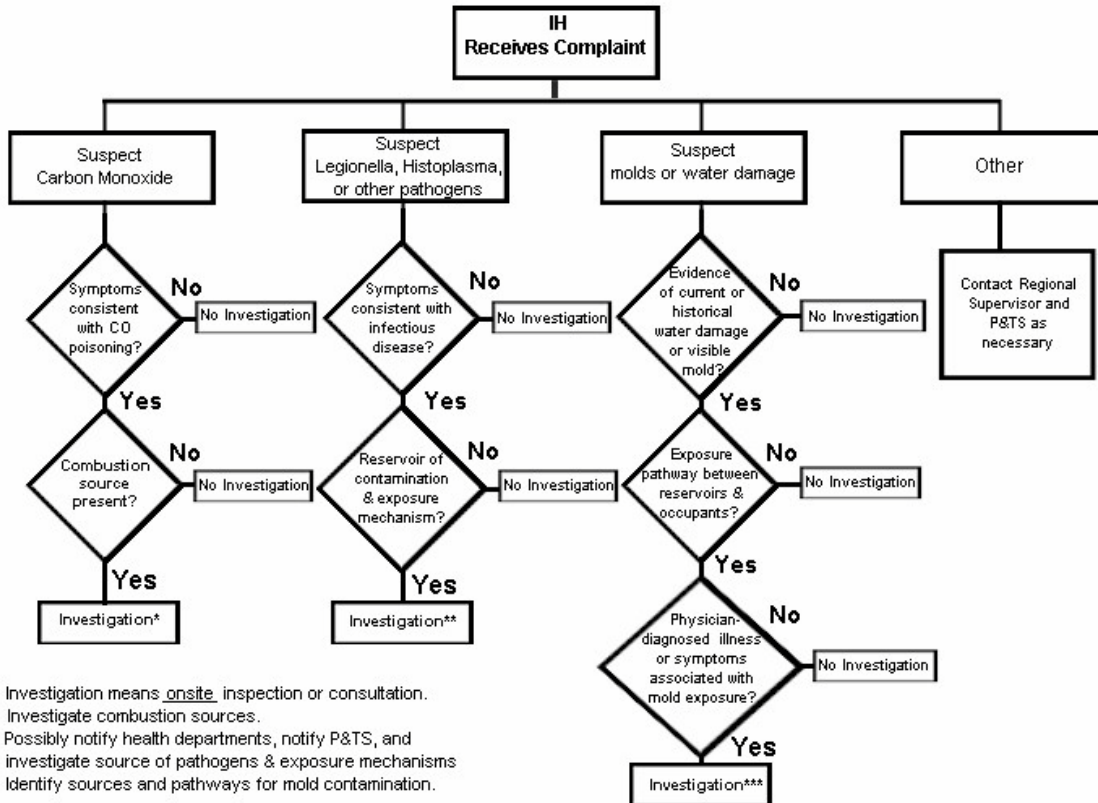 IH
Receives Complaint
Suspect
Carbon Monoxide
Suspect
Legionella, Histoplasma,
or other pathogens
Suspect
molds or water damage
Other
Symptoms
consistent
with CO
poisoning?
No
No Investigation
Yes
Combustion
source
present?
No
No Investigation
Yes
Investigation*
Symptoms
consistent with
infectious
disease?
No
No Investigation
Yes
Reservoir of
contamination
& exposure
mechanism?
No
No Investigation
Yes
Investigation**
Evidence
of current or
historical
water damage
or visible
mold?
No
No Investigation
Yes
Exposure
pathway between
reservoirs &
occupants?
No
No Investigation
Yes
Physician-
diagnosed illness
or symptoms
associated with
mold exposure?
No
No Investigation
Yes
Investigation***
Contact Regional
Supervisor and
P&TS as
necessary
Investigation means onsite inspection or consultation.
Investigate combustion sources.
Possibly notify health departments, notify P&TS, and
investigate source of pathogens & exposure mechanisms
Identify sources and pathways for mold contamination.